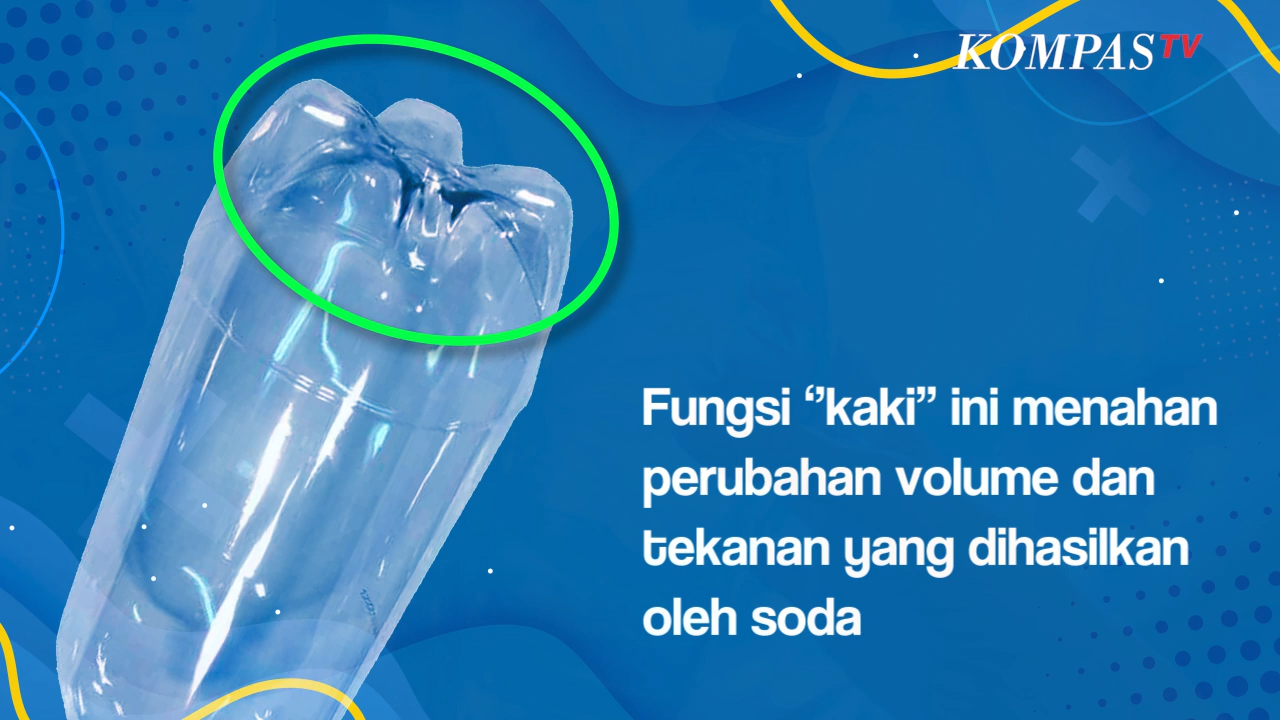 KOMPASTV
Fungsi “kaki” ini menahan
perubahan volume dan
tekanan yang dihasilkan
oleh soda